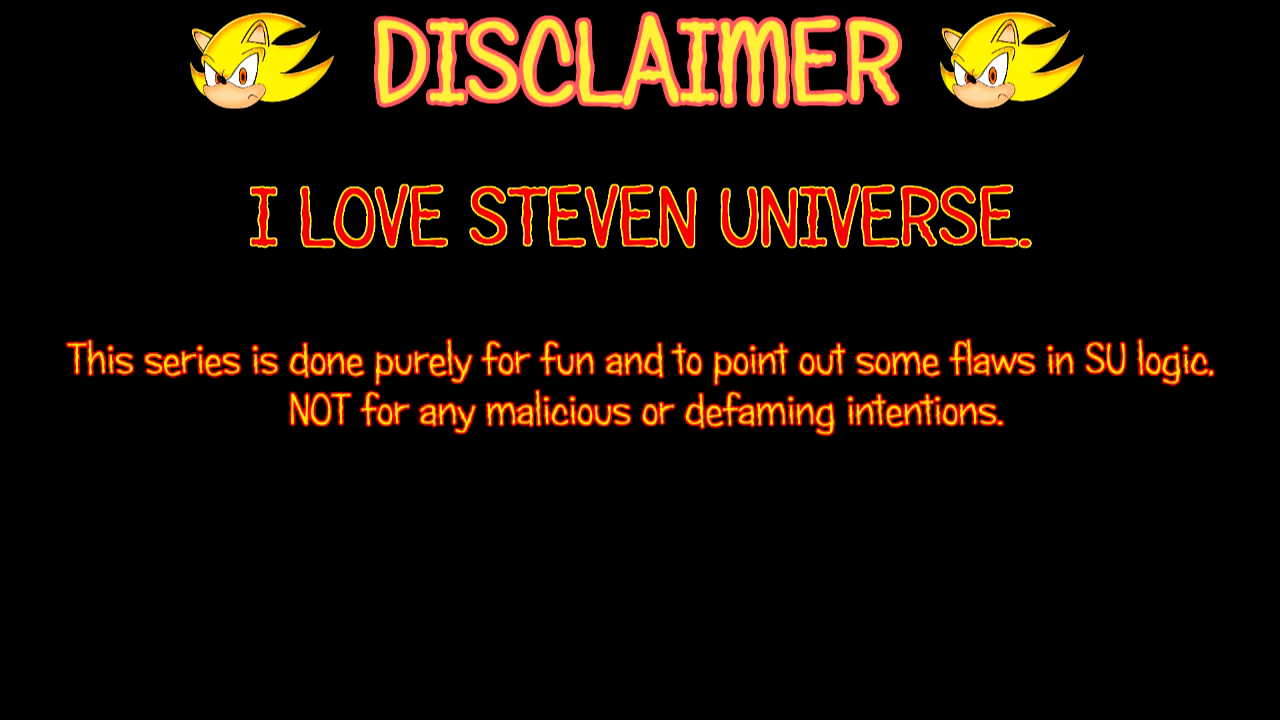 DISCLAIMER
I LOVE STEVEN UNIVERSE.
This series is done purely for fun and to point out some flaws in SU logic.
NOT for any malicious or defaming intentions.